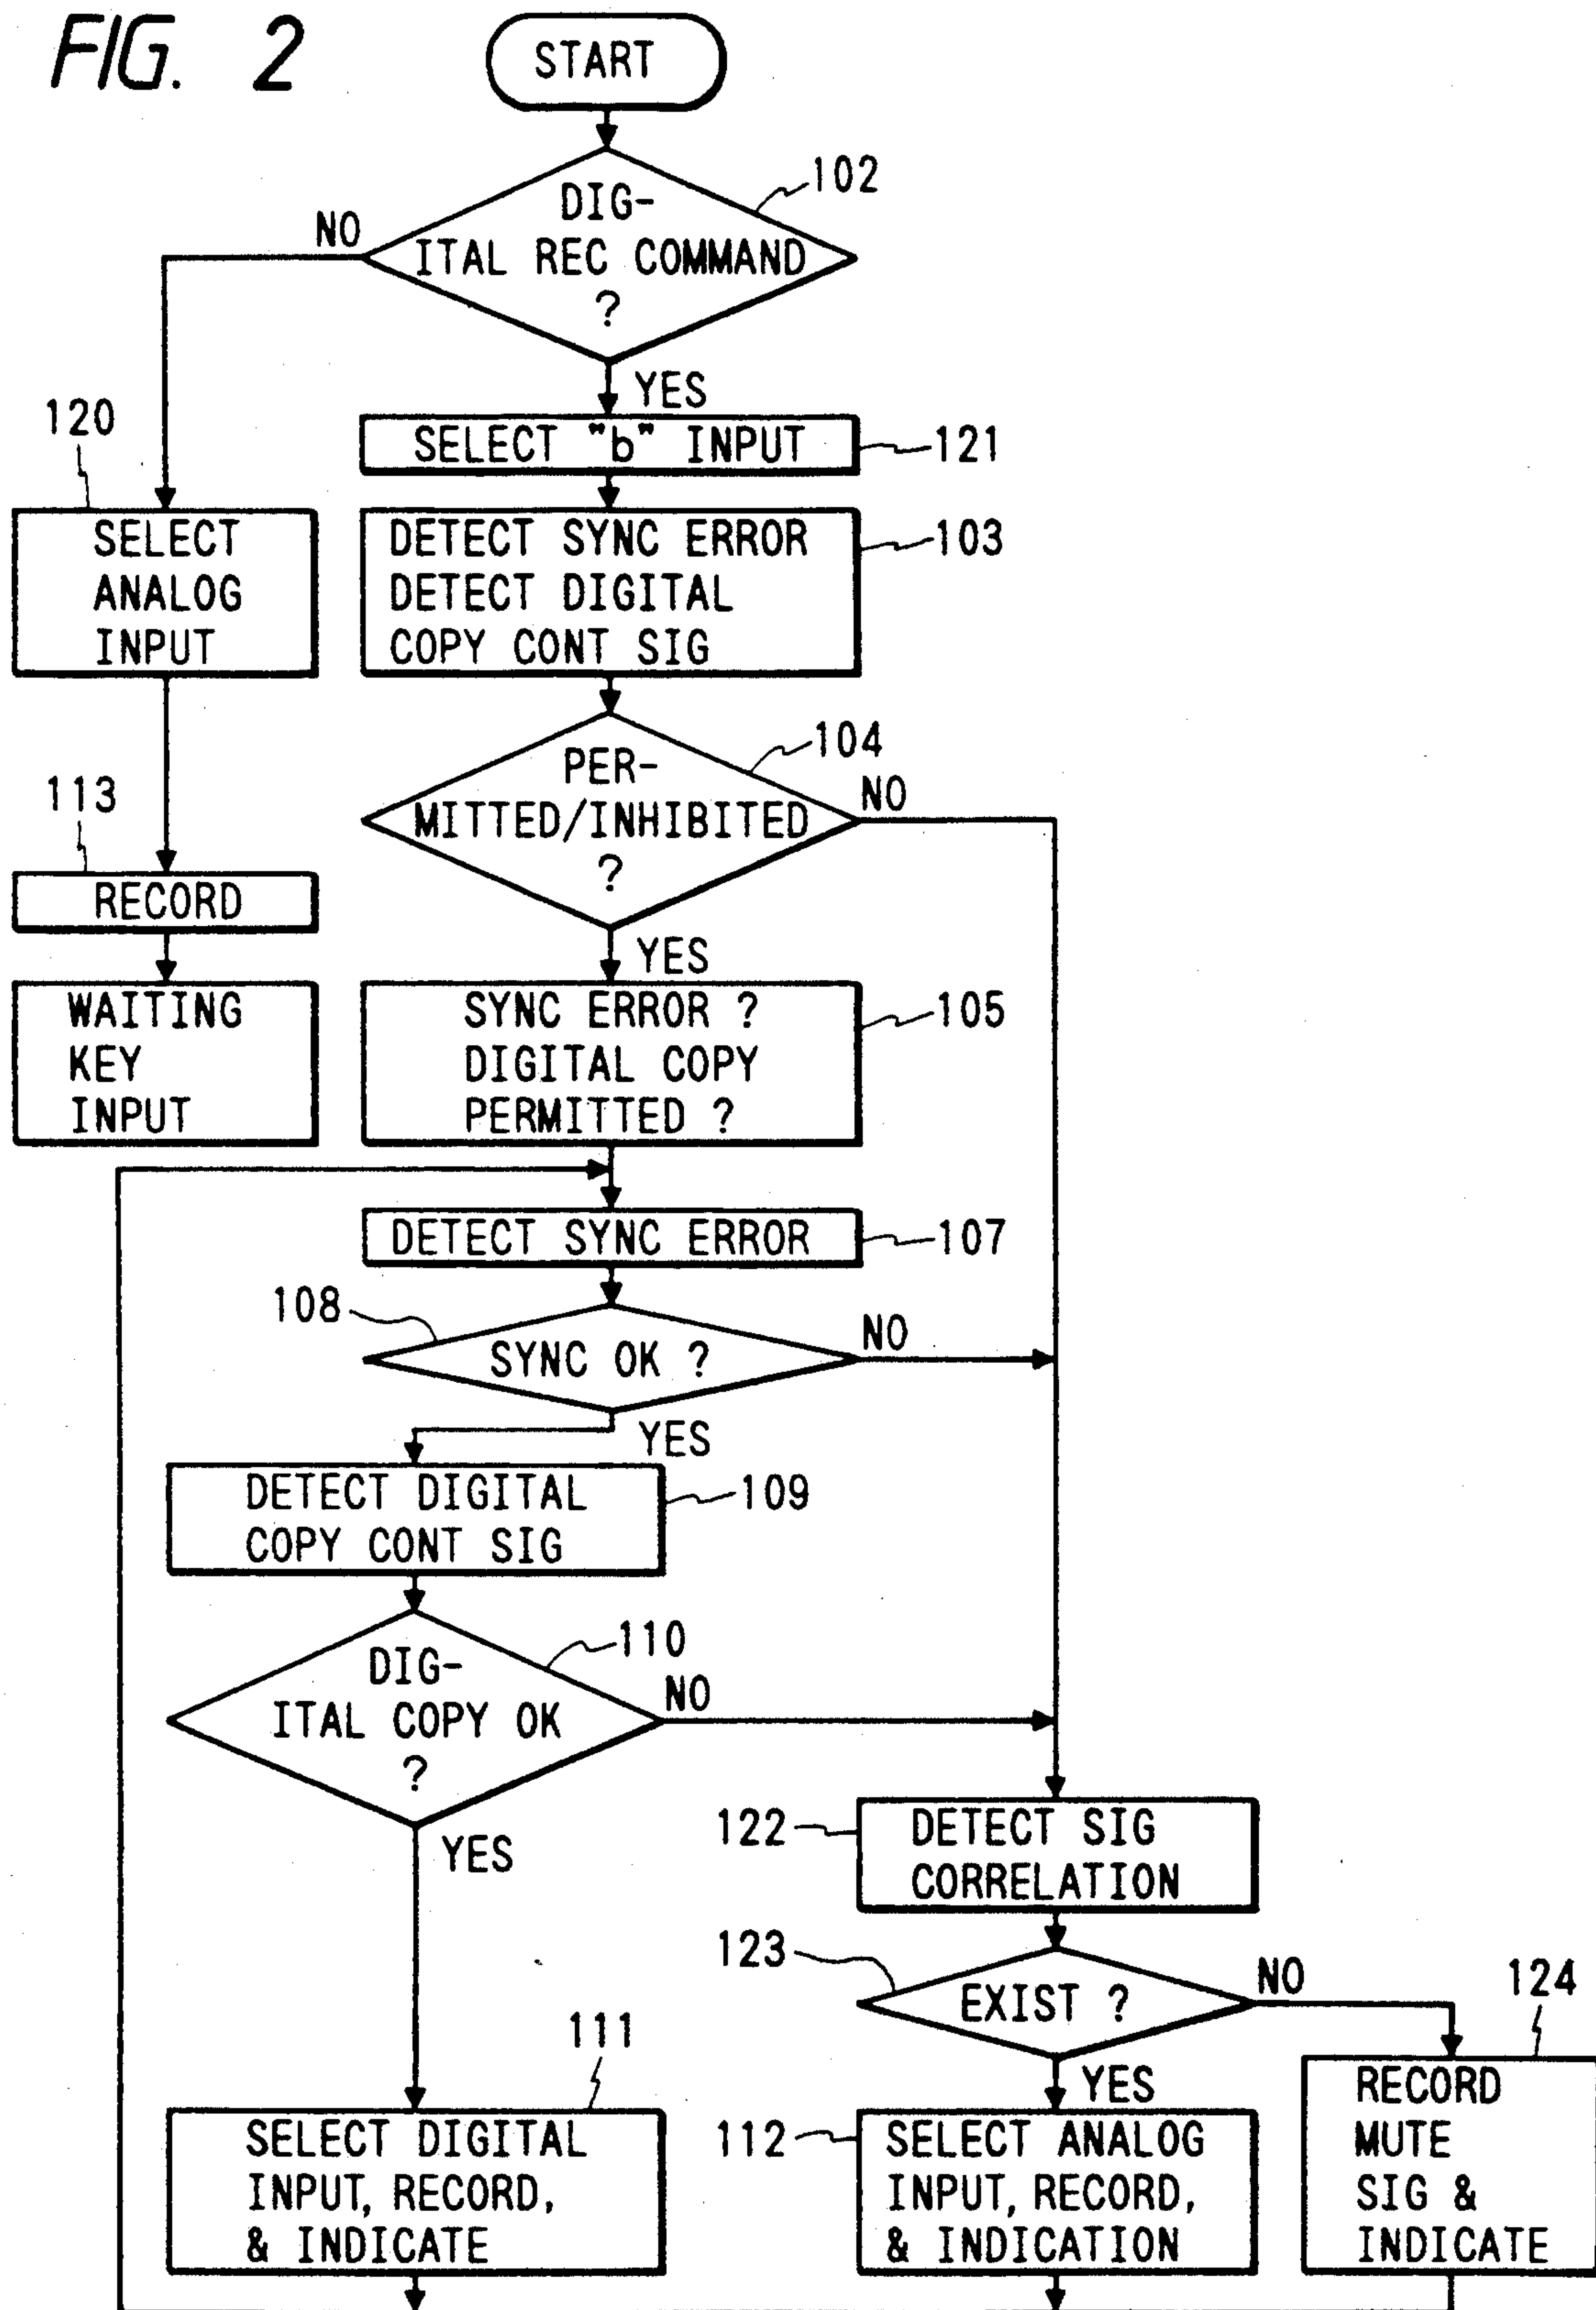 FIG. 2
START
DIG-
ITAL REC COMMAND
?
102
NO
YES
120
SELECT "b" INPUT
121
SELECT
ANALOG
INPUT
DETECT SYNC ERROR
DETECT DIGITAL
COPY CONT SIG
103
PER-
MITTED/INHIBITED
?
104
NO
113
RECORD
YES
WAITING
KEY
INPUT
SYNC ERROR ?
DIGITAL COPY
PERMITTED ?
105
DETECT SYNC ERROR
107
108
SYNC OK ?
NO
YES
DETECT DIGITAL
COPY CONT SIG
109
DIG-
ITAL COPY OK
?
110
NO
YES
122
DETECT SIG
CORRELATION
123
EXIST ?
NO
124
YES
111
SELECT DIGITAL
INPUT, RECORD,
& INDICATE
112
SELECT ANALOG
INPUT, RECORD,
& INDICATION
RECORD
MUTE
SIG &
INDICATE